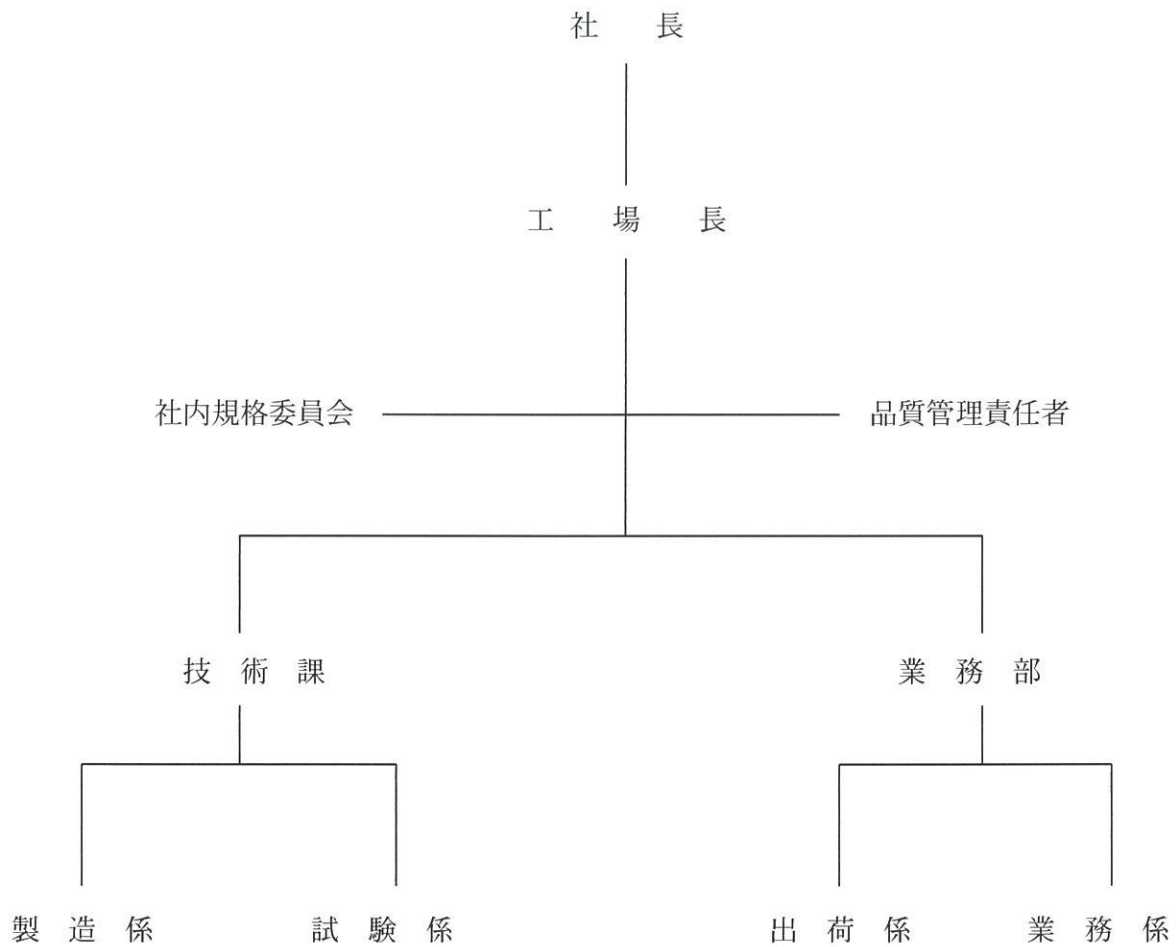 社長
工場長
社内規格委員会 品質管理責任者
技術課 業務部
製造係 試験係 出荷係 業務係